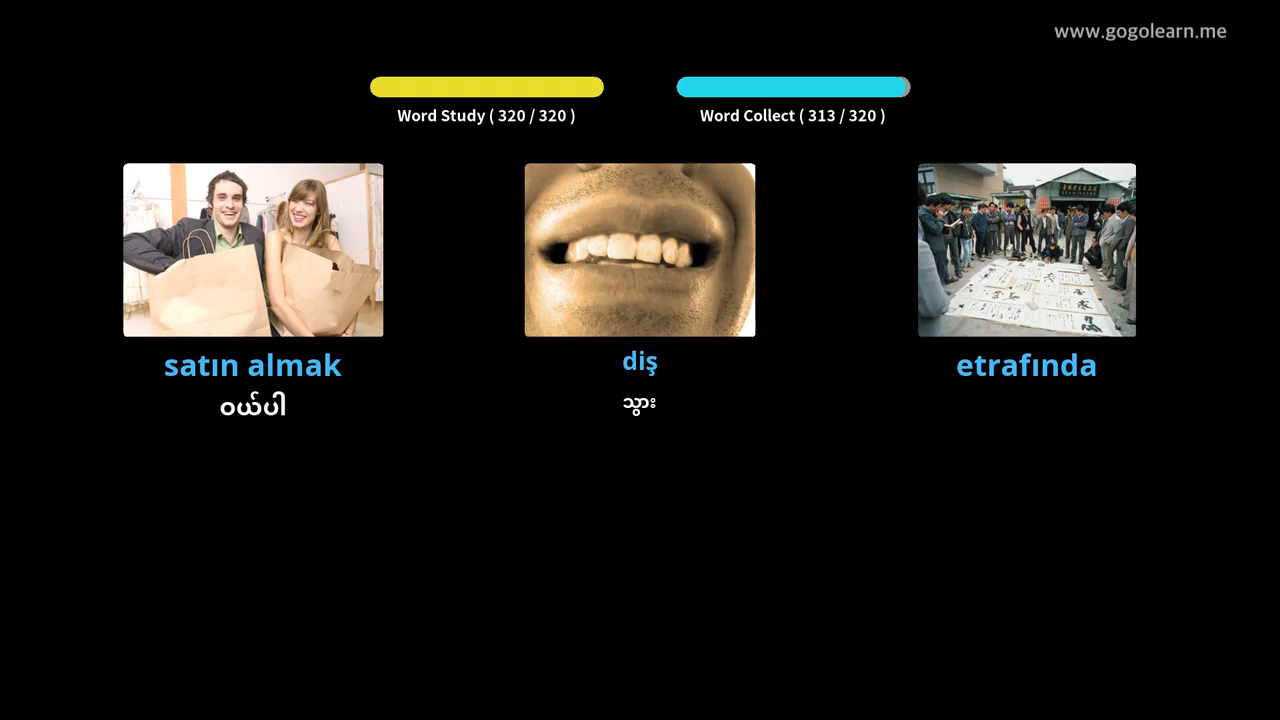 www.gogolearn.me
Word Study ( 320 / 320 )
Word Collect ( 313 / 320 )
satın almak
ဝယ်ပါ
diş
သွား
etrafında